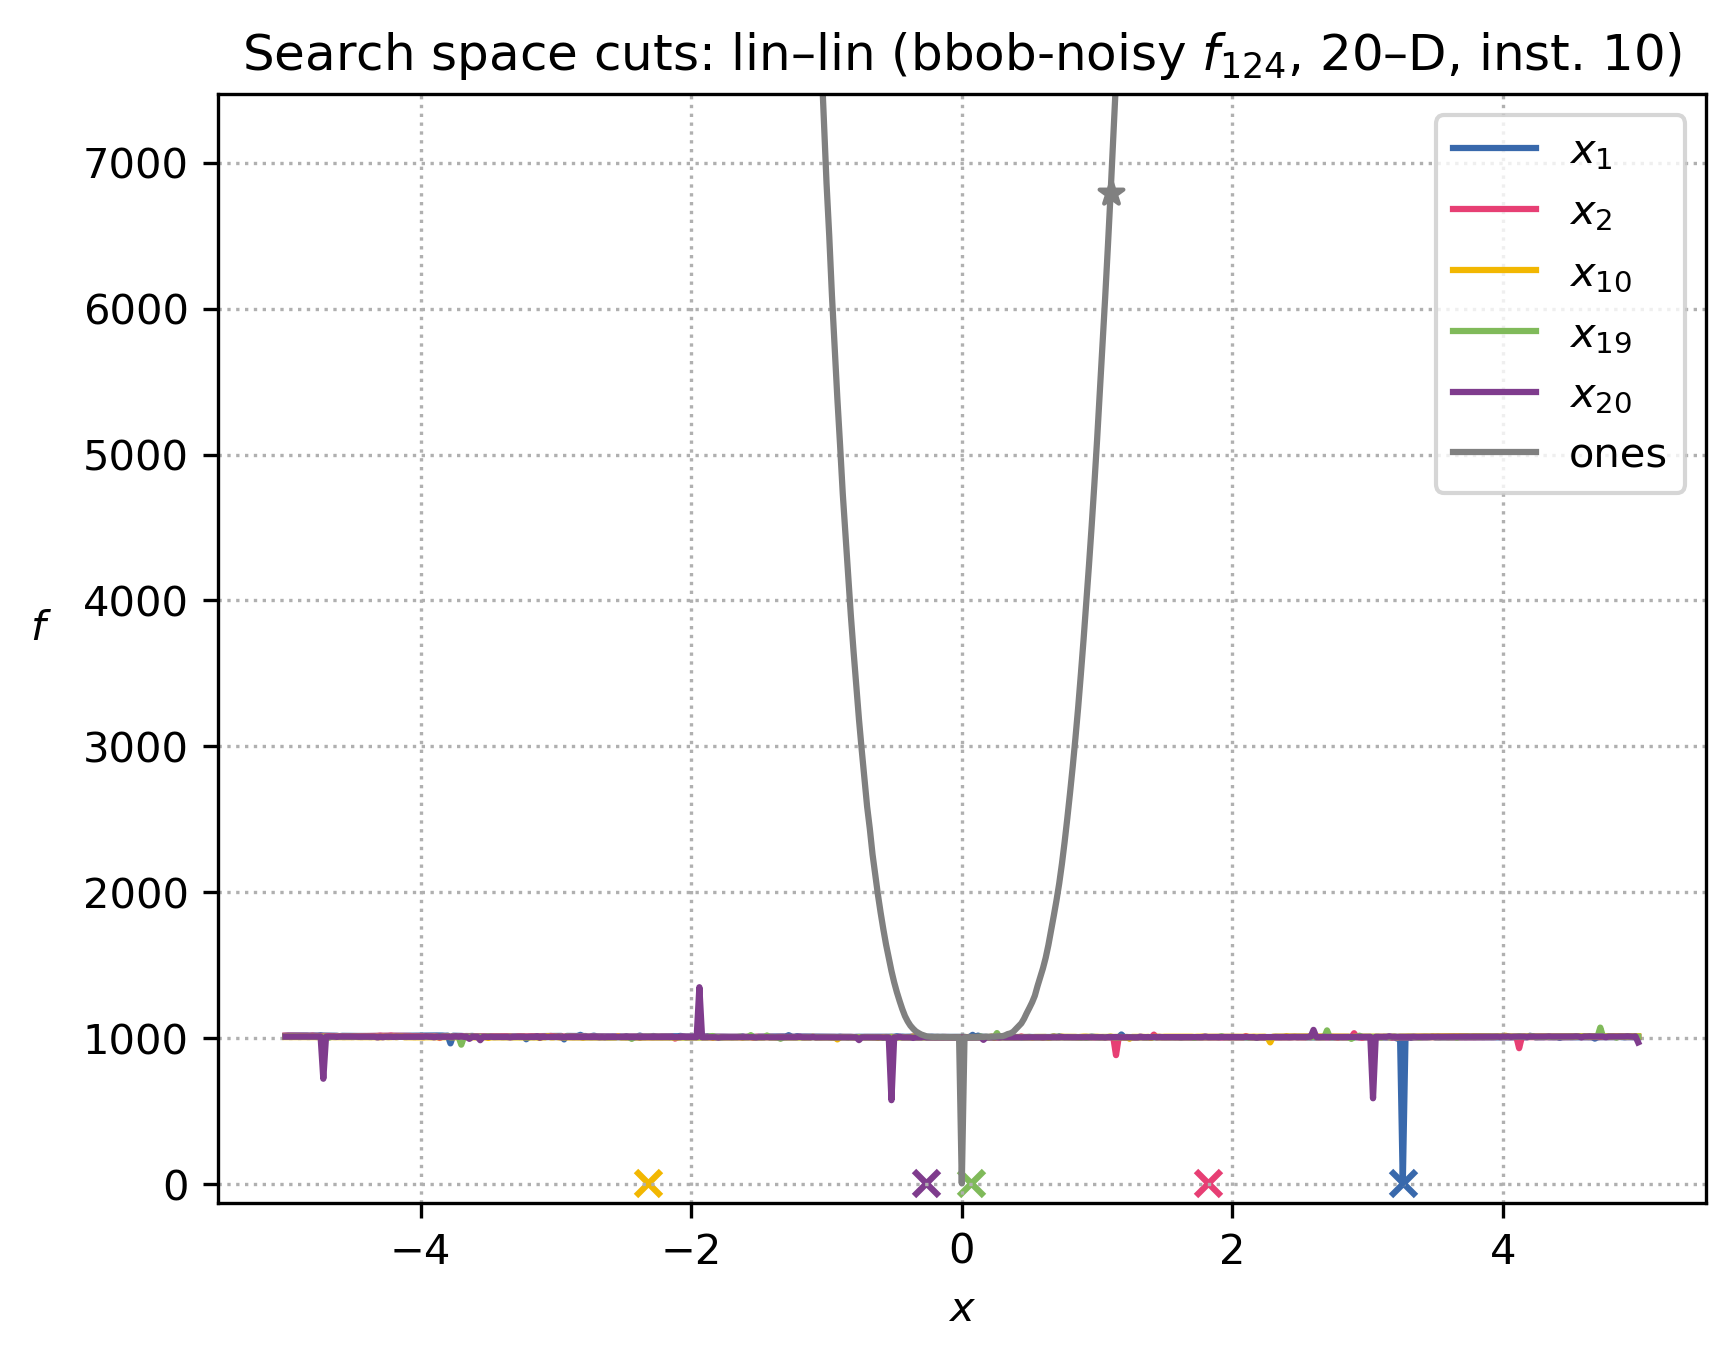 Search space cuts: lin–lin (bbob-noisy f₁₂₄, 20–D, inst. 10)
7000
6000
5000
4000
3000
2000
1000
0
f
x₁
x₂
x₁₀
x₁₉
x₂₀
ones
−4
−2
0
2
4
x